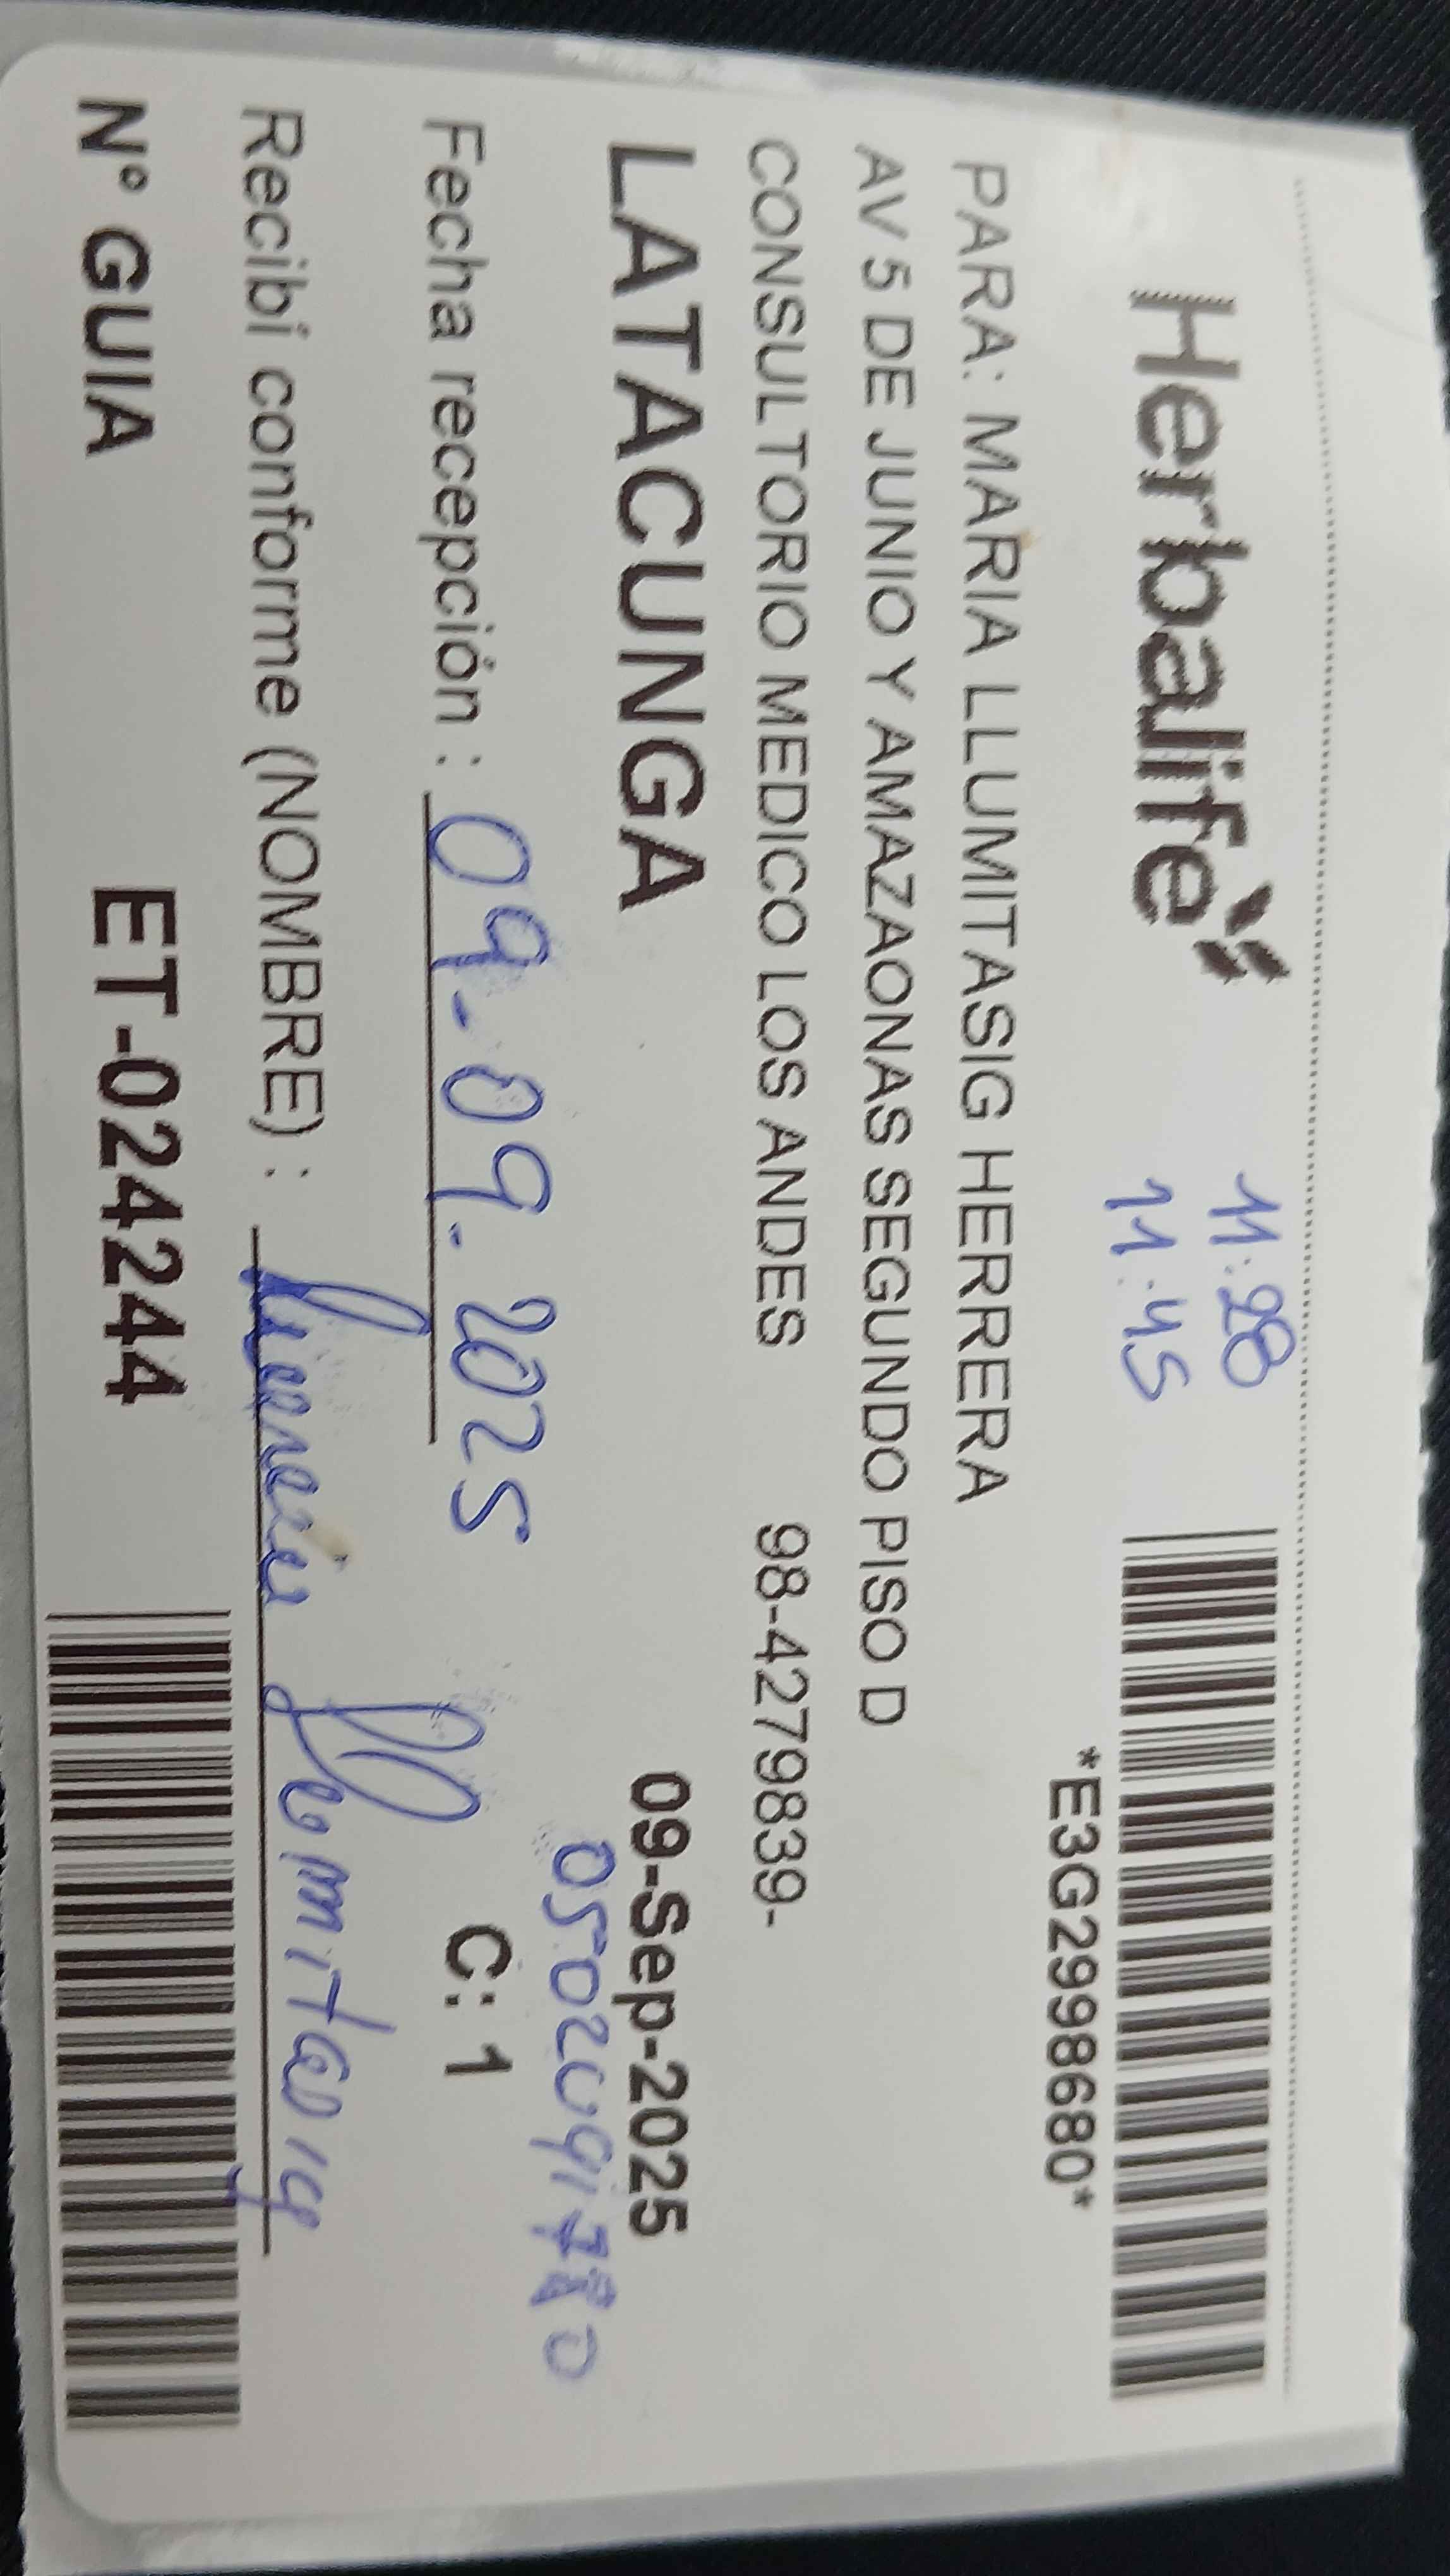 Herbalife
11:28
11:45
*E3G2998680*
PARA: MARIA LLUMITASIG HERRERA
AV 5 DE JUNIO Y AMAZAONAS SEGUNDO PISO D
CONSULTORIO MEDICO LOS ANDES 98-42798839-
LATACUNGA 09-Sep-2025
Fecha recepción : 09-09-2025
C: 1
Recibi conforme (NOMBRE) : Llumitasig
N° GUIA ET-024244